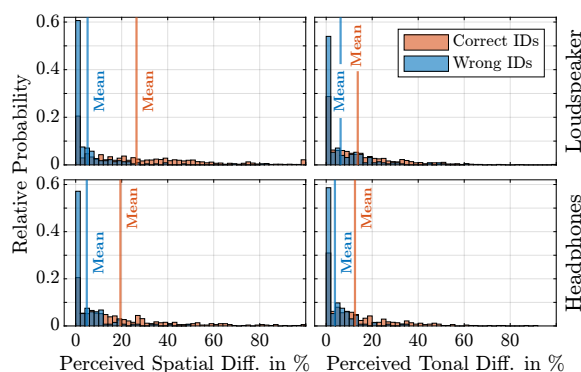 Correct IDs
Wrong IDs
Relative Probability
0.6
0.4
0.2
0
Mean
Mean
Mean
Mean
Loudspeaker
0.6
0.4
0.2
0
Mean
Mean
Mean
Mean
Headphones
0 20 40 60 80
0 20 40 60 80
Perceived Spatial Diff. in %
Perceived Tonal Diff. in %